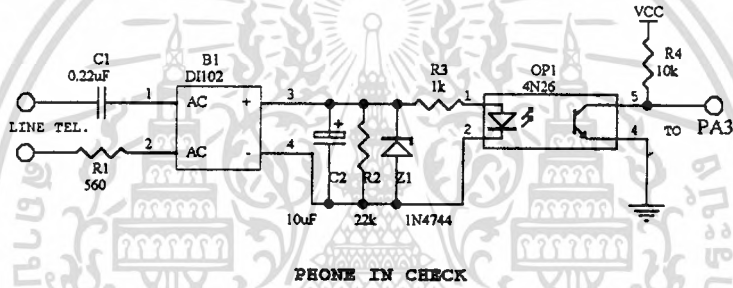 VCC
C1
0.22uF
B1
DI102
R3
1k
OP1
4N26
R4
10k
1
AC
+
3
1
5
LINE TEL.
TO
PA3
2
AC
-
4
2
4
R1
560
C2
+
R2
Z1
10uF
22k
1N4744
PHONE IN CHECK